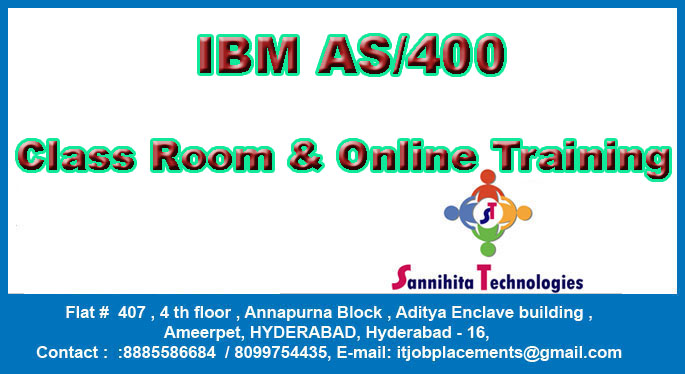 IBM AS/400
Class Room & Online Training
ST
Sannihita Technologies
Flat #  407 , 4 th floor , Annapurna Block , Aditya Enclave building ,
Ameerpet, HYDERABAD, Hyderabad - 16,
Contact :  :8885586684  / 8099754435, E-mail: itjobplacements@gmail.com